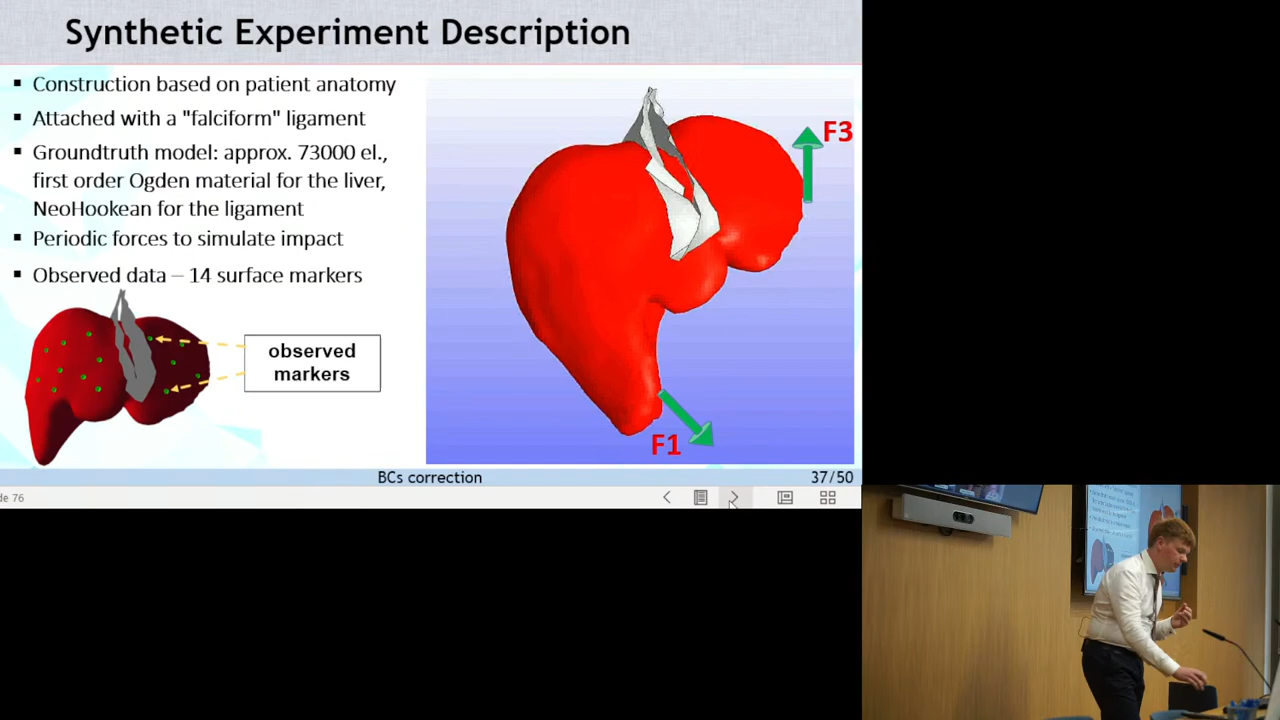 Synthetic Experiment Description
▪ Construction based on patient anatomy
▪ Attached with a "falciform" ligament
▪ Groundtruth model: approx. 73000 el.,
first order Ogden material for the liver,
NeoHookean for the ligament
▪ Periodic forces to simulate impact
▪ Observed data – 14 surface markers
observed
markers
F3
F1
BCs correction
37/50
de 76